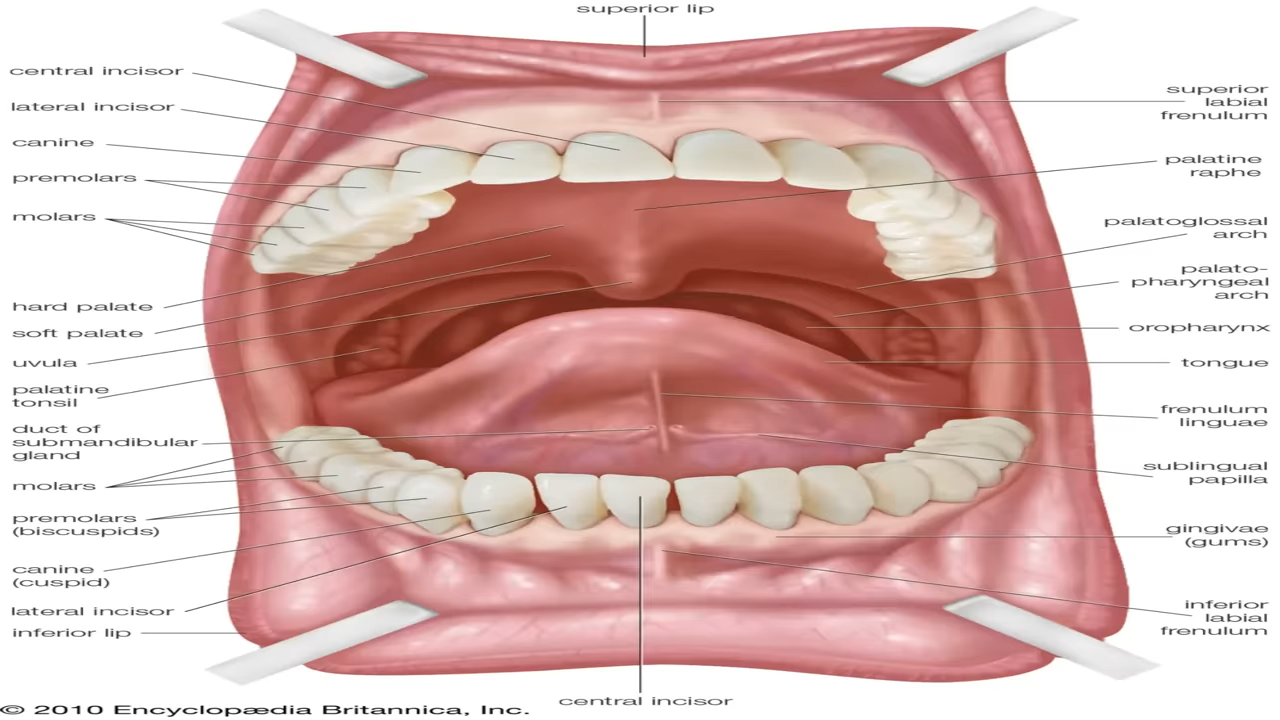 superior lip
central incisor
lateral incisor
canine
premolars
molars
hard palate
soft palate
uvula
palatine
tonsil
duct of
submandibular
gland
molars
premolars
(biscuspids)
canine
(cuspid)
lateral incisor
inferior lip
superior
labial
frenulum
palatine
raphe
palatoglossal
arch
palato-
pharyngeal
arch
oropharynx
tongue
frenulum
linguae
sublingual
papilla
gingivae
(gums)
inferior
labial
frenulum
central incisor
© 2010 Encyclopædia Britannica, Inc.